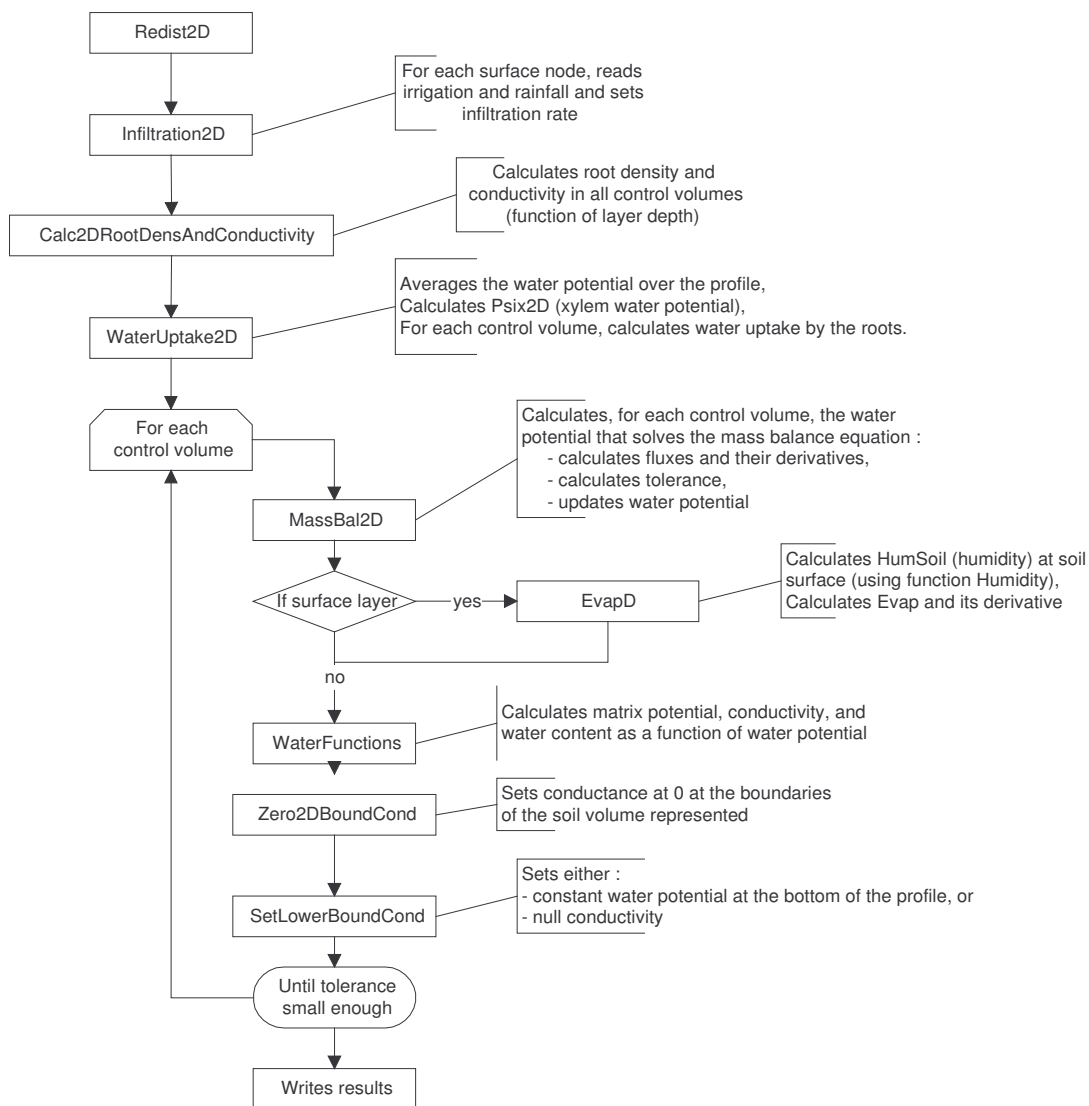 Redist2D
For each surface node, reads
irrigation and rainfall and sets
infiltration rate
Infiltration2D
Calculates root density and
conductivity in all control volumes
(function of layer depth)
Calc2DRootDensAndConductivity
Averages the water potential over the profile,
Calculates Psix2D (xylem water potential),
For each control volume, calculates water uptake by the roots.
WaterUptake2D
For each
control volume
Calculates, for each control volume, the water
potential that solves the mass balance equation :
- calculates fluxes and their derivatives,
- calculates tolerance,
- updates water potential
MassBal2D
Calculates HumSoil (humidity) at soil
surface (using function Humidity),
Calculates Evap and its derivative
If surface layer
yes
EvapD
no
Calculates matrix potential, conductivity, and
water content as a function of water potential
WaterFunctions
Sets conductance at 0 at the boundaries
of the soil volume represented
Zero2DBoundCond
Sets either :
- constant water potential at the bottom of the profile, or
- null conductivity
SetLowerBoundCond
Until tolerance
small enough
Writes results